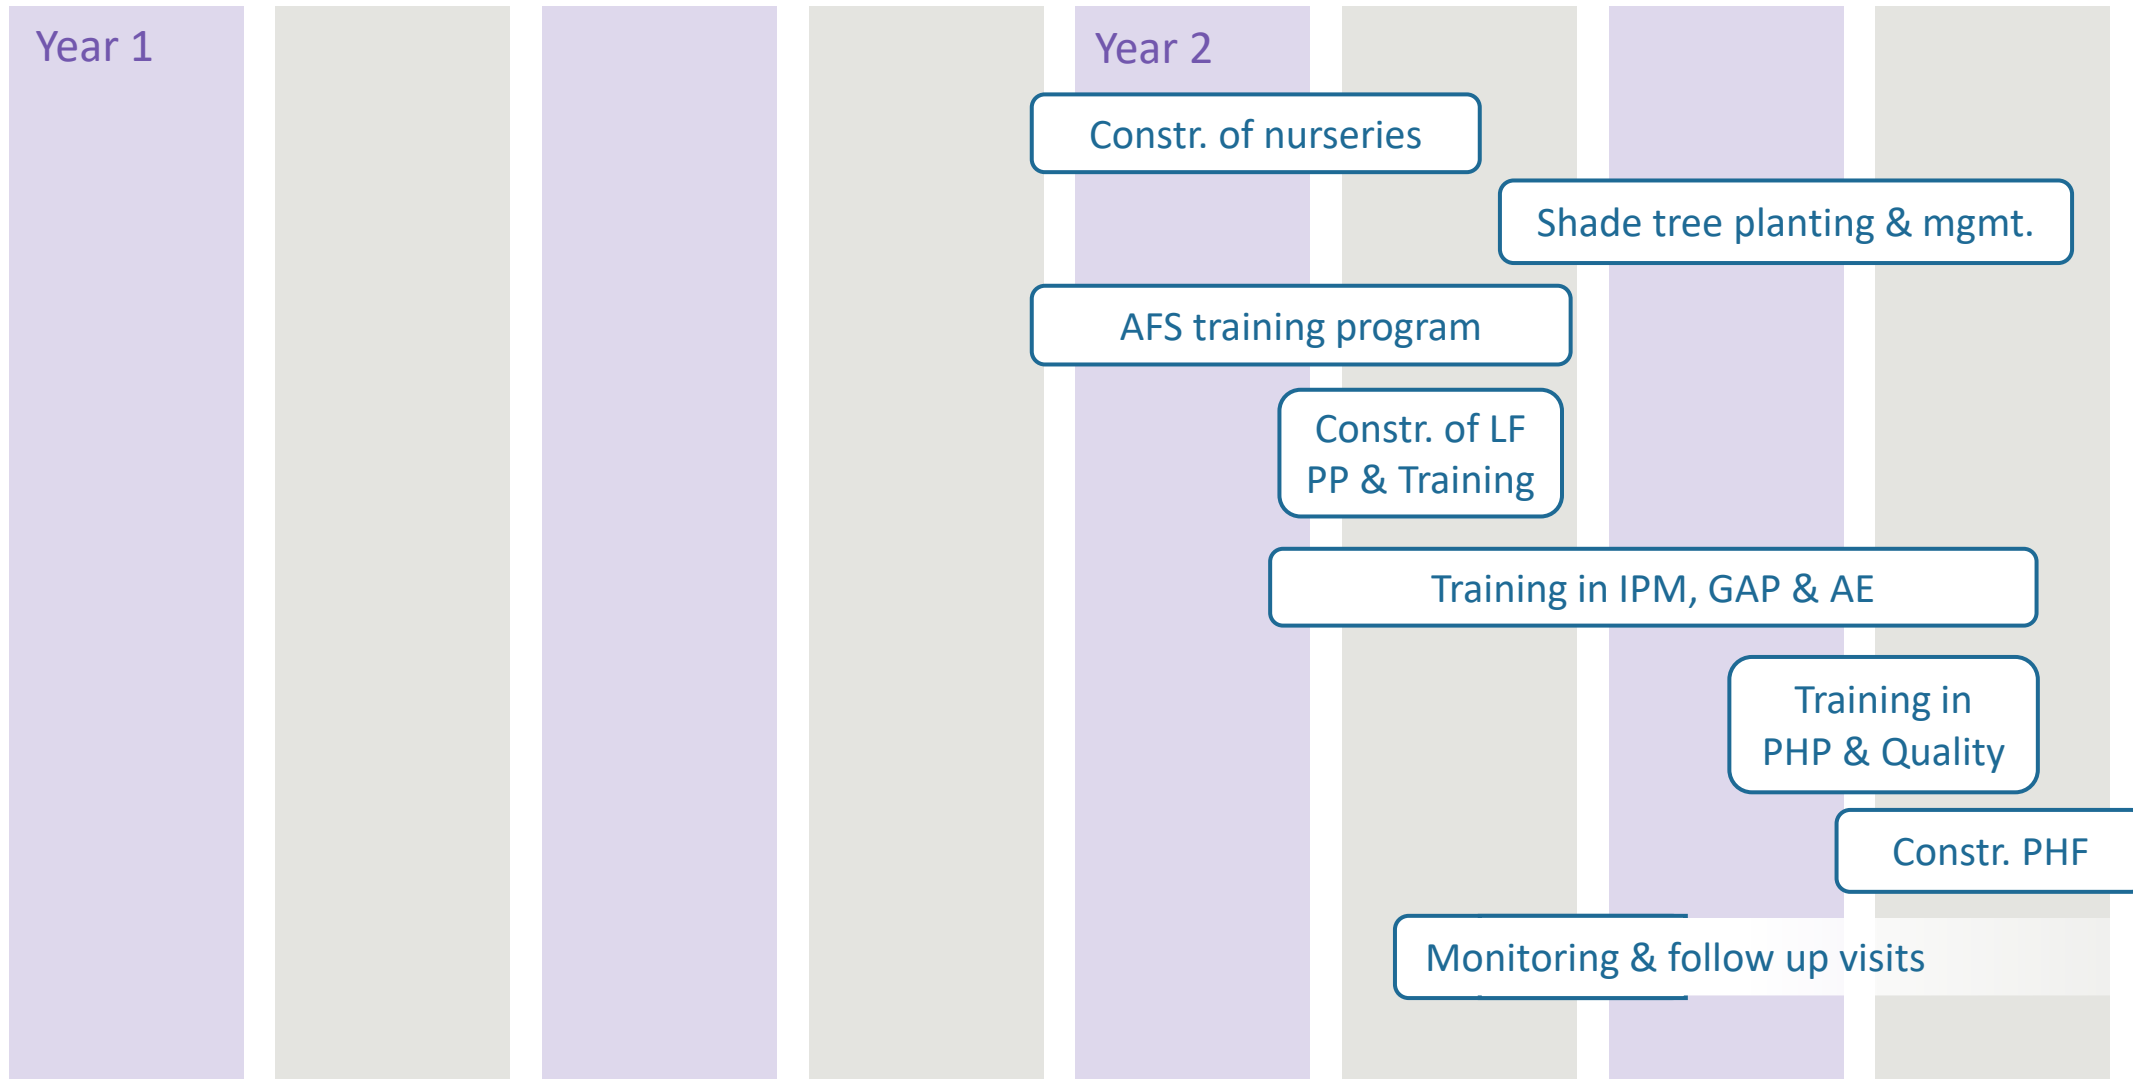 Year 1
Year 2
Constr. of nurseries
Shade tree planting & mgmt.
AFS training program
Constr. of LF
PP & Training
Training in IPM, GAP & AE
Training in
PHP & Quality
Constr. PHF
Monitoring & follow up visits